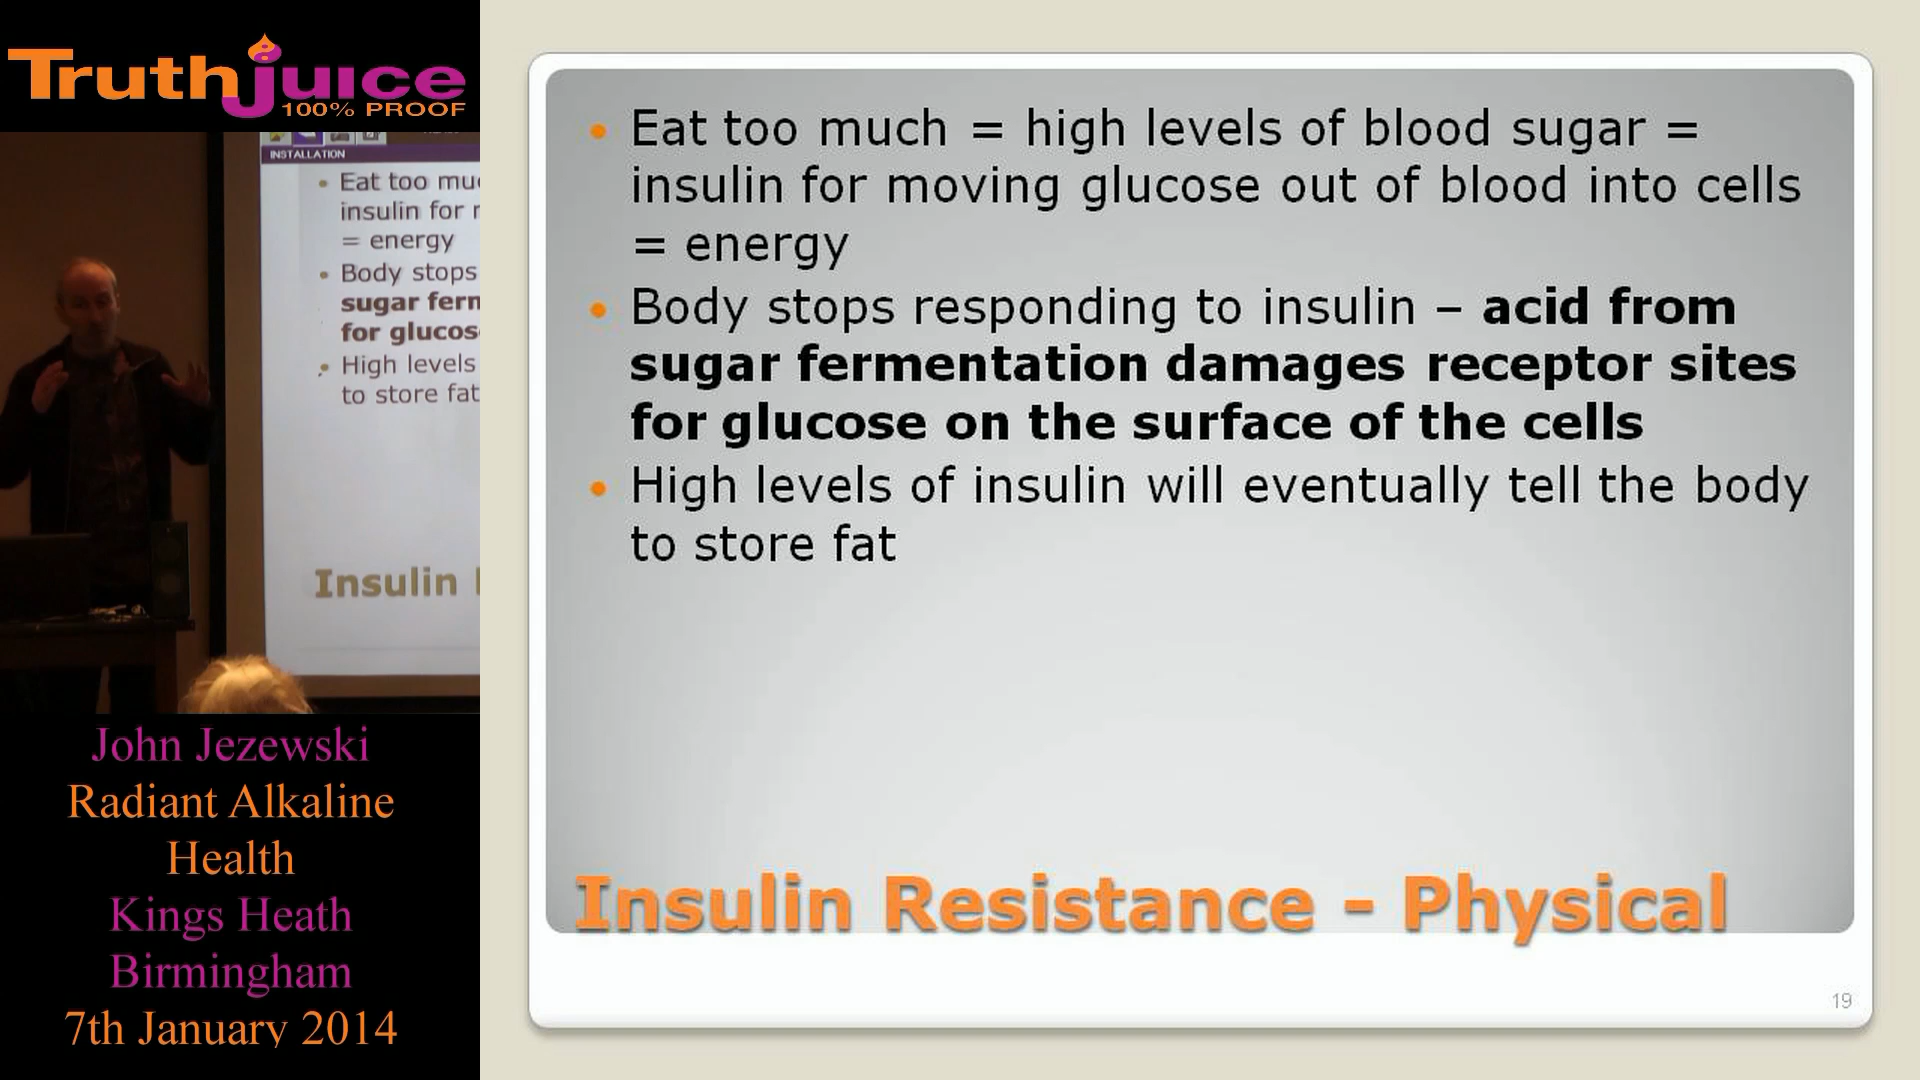 Truthjuice
100% PROOF
INSTALLATION
• Eat too muc
insulin for r
= energy
• Body stops
sugar ferm
for glucos
• High levels
to store fat
Insulin
John Jezewski
Radiant Alkaline
Health
Kings Heath
Birmingham
7th January 2014
• Eat too much = high levels of blood sugar =
insulin for moving glucose out of blood into cells
= energy
• Body stops responding to insulin – acid from
sugar fermentation damages receptor sites
for glucose on the surface of the cells
• High levels of insulin will eventually tell the body
to store fat
Insulin Resistance - Physical
19